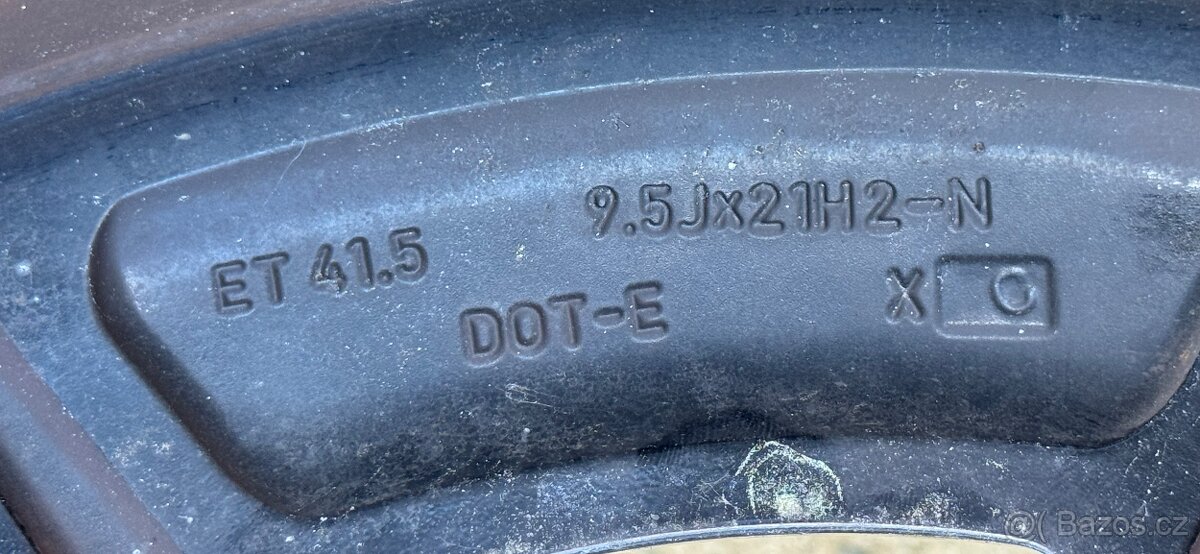 9.5Jx21H2-N
ET 41.5
DOT-E
X C
Bazos.cz